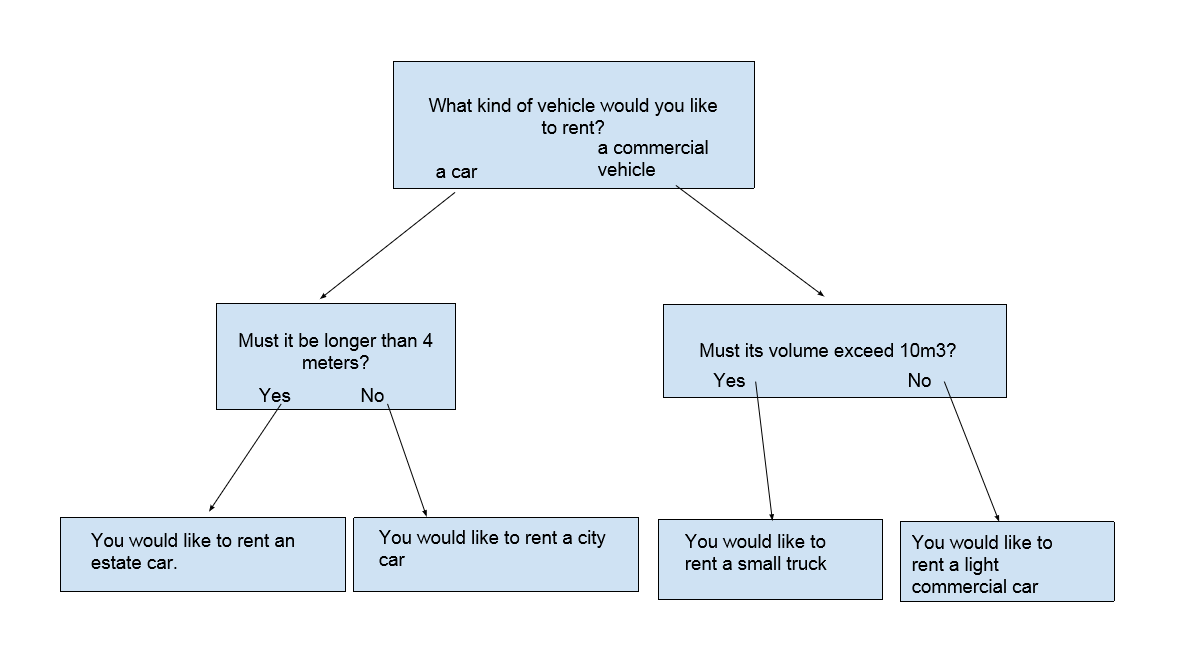 What kind of vehicle would you like
to rent?
a commercial
vehicle
a car
Must it be longer than 4
meters?
Yes No
Must its volume exceed 10m3?
Yes No
You would like to rent an
estate car.
You would like to rent a city
car
You would like to
rent a small truck
You would like to
rent a light
commercial car